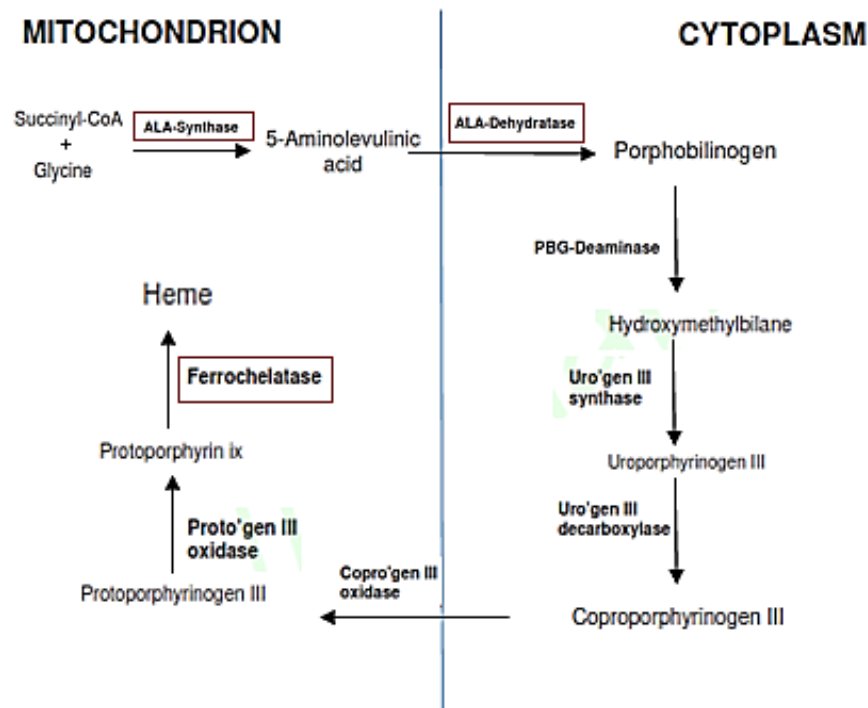 MITOCHONDRION
CYTOPLASM
Succinyl-CoA
+
Glycine
ALA-Synthase
5-Aminolevulinic
acid
ALA-Dehydratase
Porphobilinogen
PBG-Deaminase
Hydroxymethylbilane
Uro'gen III
synthase
Uroporphyrinogen III
Uro'gen III
decarboxylase
Coproporphyrinogen III
Copro'gen III
oxidase
Protoporphyrinogen III
Proto'gen III
oxidase
Protoporphyrin ix
Ferrochelatase
Heme